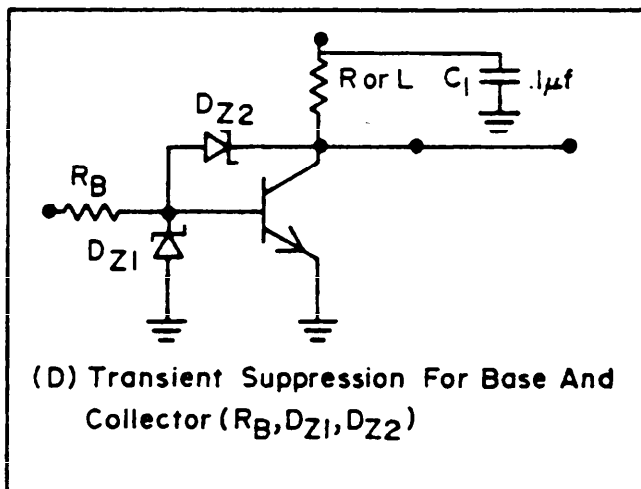 R or L
C1
.1µf
DZ2
RB
DZ1
(D) Transient Suppression For Base And
Collector (RB, DZ1, DZ2)